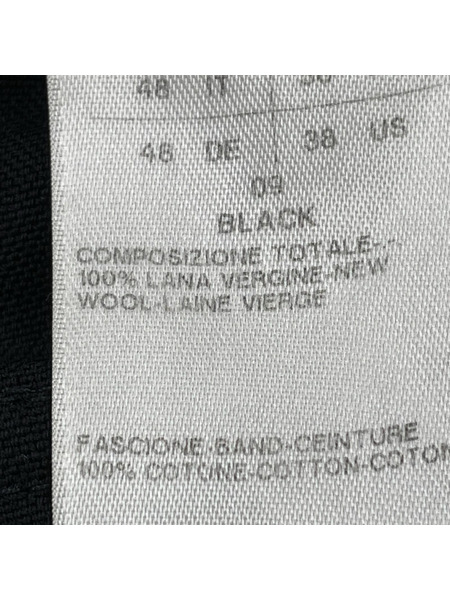 48 IT
48 DE 38 US
09
BLACK
COMPOSIZIONE TOTALE-
100% LANA VERGINE-NEW
WOOL-LAINE VIERGE
FASCIONE-BAND-CEINTURE
100% COTONE-COTTON-COTON